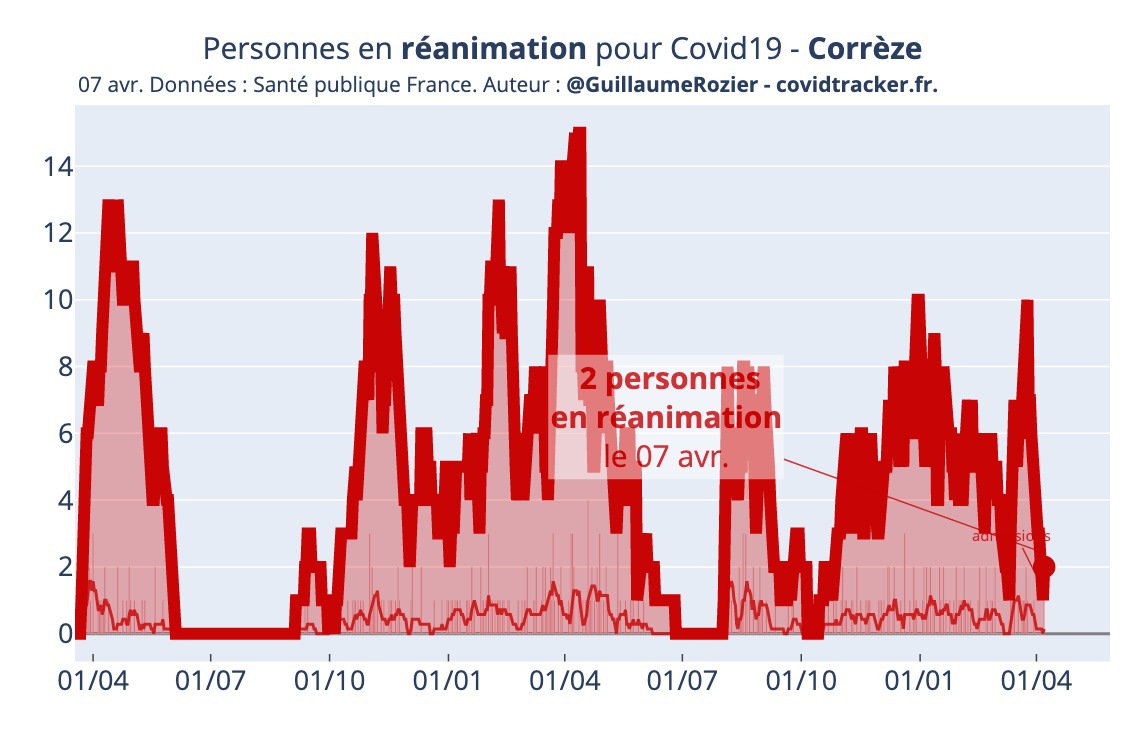 Personnes en réanimation pour Covid19 - Corrèze
07 avr. Données : Santé publique France. Auteur : @GuillaumeRozier - covidtracker.fr.
14
12
10
8
6
4
2
0
2 personnes
en réanimation
le 07 avr.
admissions
01/04
01/07
01/10
01/01
01/04
01/07
01/10
01/01
01/04